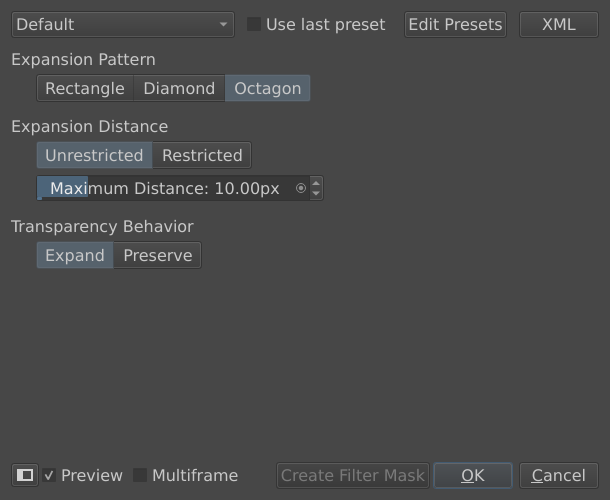 Default Use last preset Edit Presets XML
Expansion Pattern
Rectangle Diamond Octagon
Expansion Distance
Unrestricted Restricted
Maximum Distance: 10.00px
Transparency Behavior
Expand Preserve
Preview Multiframe Create Filter Mask OK Cancel